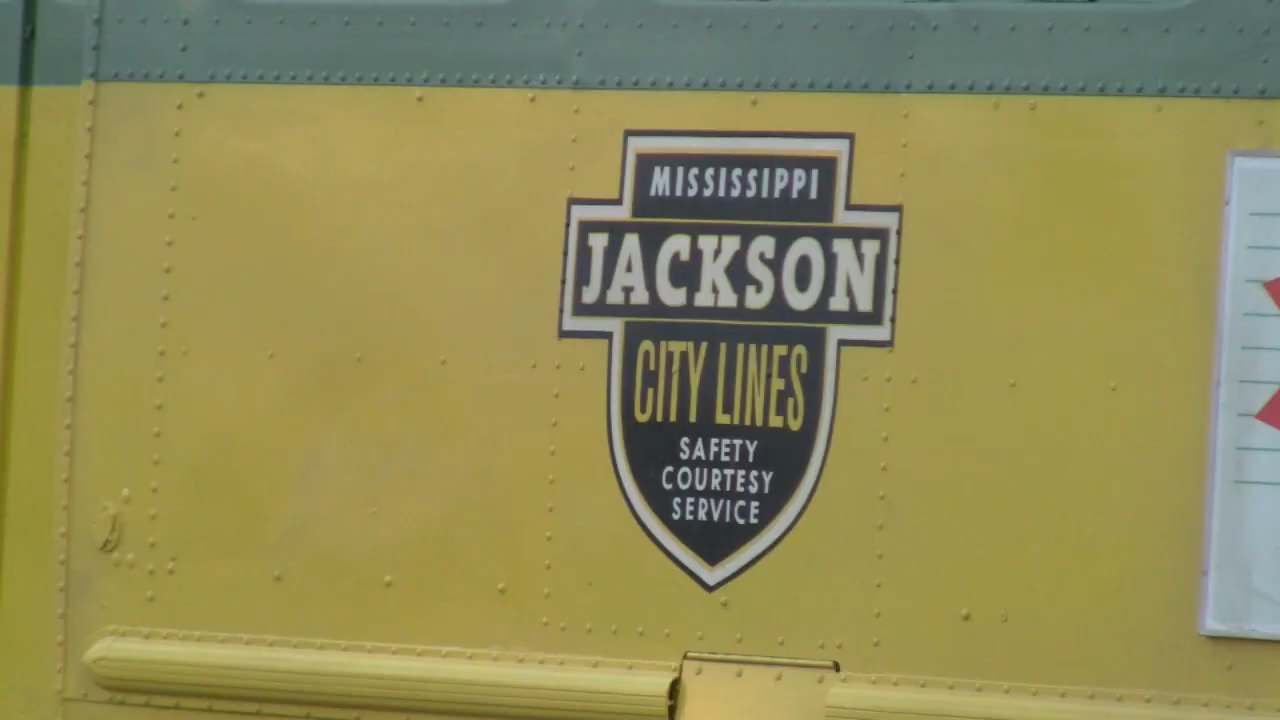 MISSISSIPPI
JACKSON
CITY LINES
SAFETY
COURTESY
SERVICE